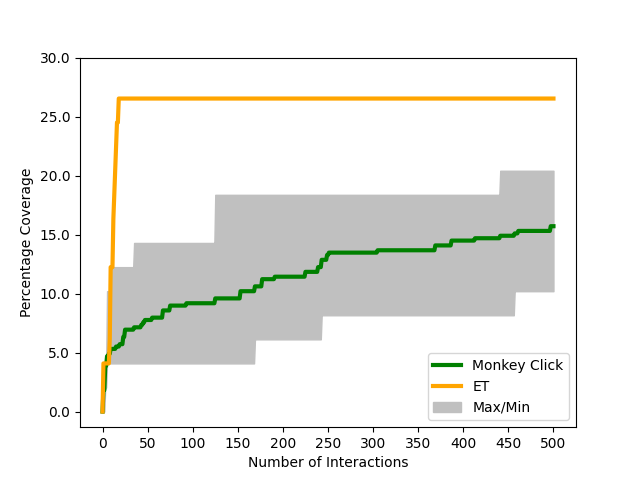 30.0
25.0
20.0
15.0
10.0
5.0
0.0
Percentage Coverage
Monkey Click
ET
Max/Min
0 50 100 150 200 250 300 350 400 450 500
Number of Interactions